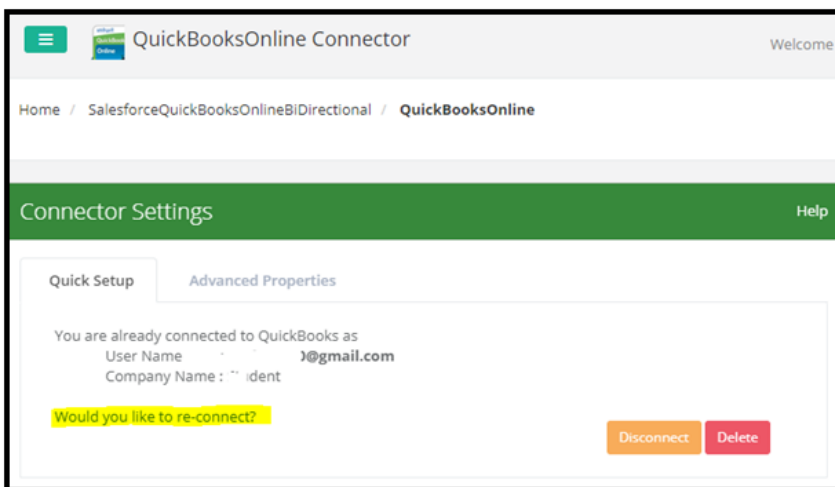 QuickBooksOnline Connector
Welcome
Home / SalesforceQuickBooksOnlineBiDirectional / QuickBooksOnline
Connector Settings
Help
Quick Setup
Advanced Properties
You are already connected to QuickBooks as
User Name @gmail.com
Company Name :
Would you like to re-connect?
Disconnect
Delete